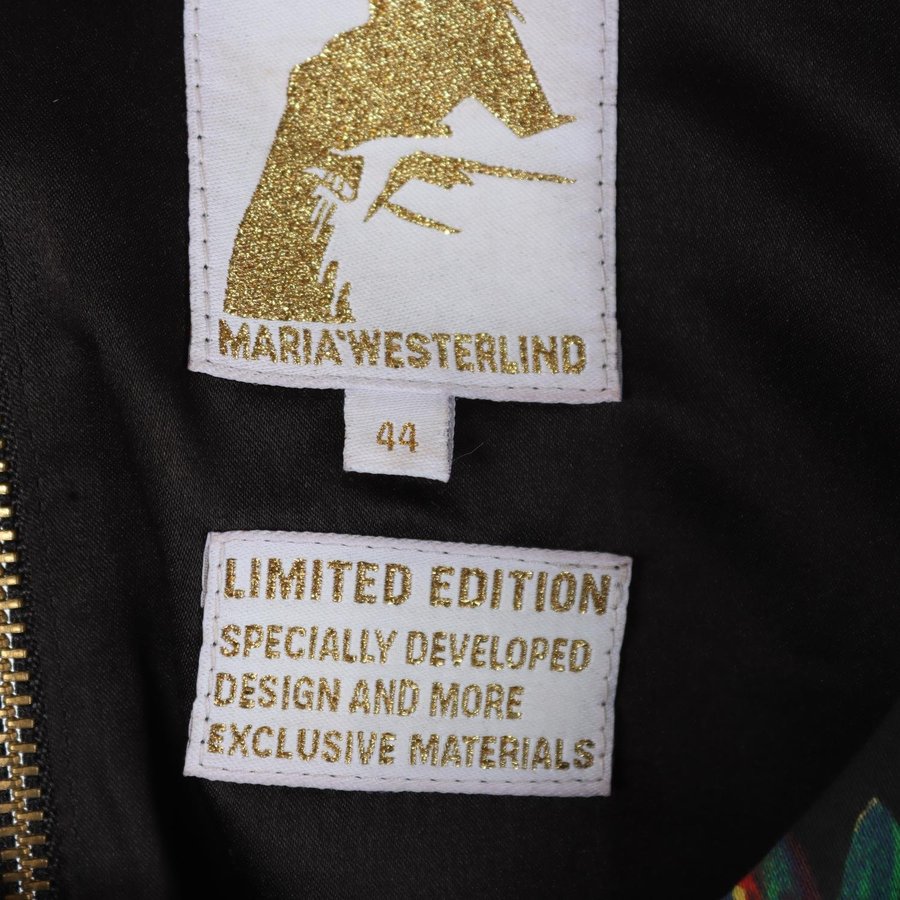 MARIA*WESTERLIND
44
LIMITED EDITION
SPECIALLY DEVELOPED
DESIGN AND MORE
EXCLUSIVE MATERIALS